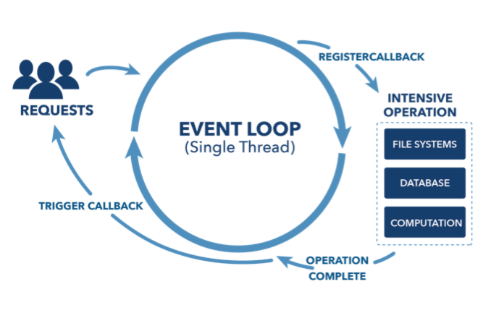 REGISTERCALLBACK
REQUESTS
INTENSIVE
OPERATION
EVENT LOOP
(Single Thread)
FILE SYSTEMS
DATABASE
COMPUTATION
TRIGGER CALLBACK
OPERATION
COMPLETE